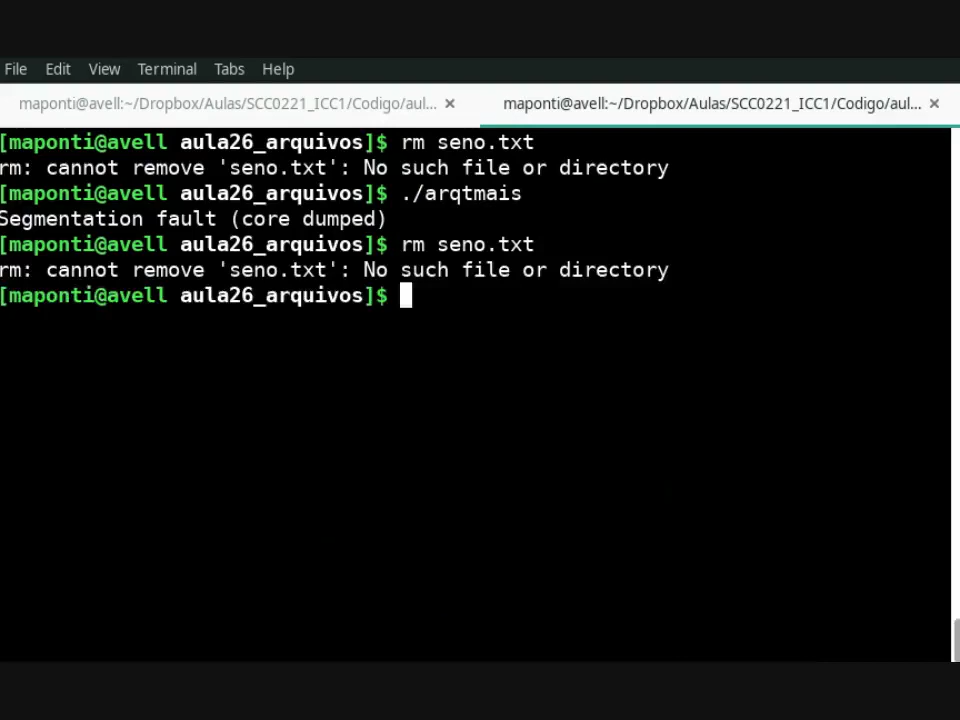 File Edit View Terminal Tabs Help
maponti@avell:~/Dropbox/Aulas/SCC0221_ICC1/Codigo/aul... × maponti@avell:~/Dropbox/Aulas/SCC0221_ICC1/Codigo/aul... ×
[maponti@avell aula26_arquivos]$ rm seno.txt
rm: cannot remove 'seno.txt': No such file or directory
[maponti@avell aula26_arquivos]$ ./arqtmais
Segmentation fault (core dumped)
[maponti@avell aula26_arquivos]$ rm seno.txt
rm: cannot remove 'seno.txt': No such file or directory
[maponti@avell aula26_arquivos]$